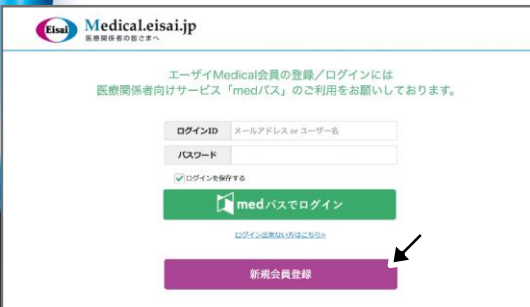 Eisai
Medical.eisai.jp
医療関係者の皆さまへ
エーザイMedical会員の登録／ログインには
医療関係者向けサービス「medパス」のご利用をお願いしております。
ログインID メールアドレス or ユーザー名
パスワード
ログインを保存する
medパスでログイン
ログイン出来ない方はこちら>
新規会員登録